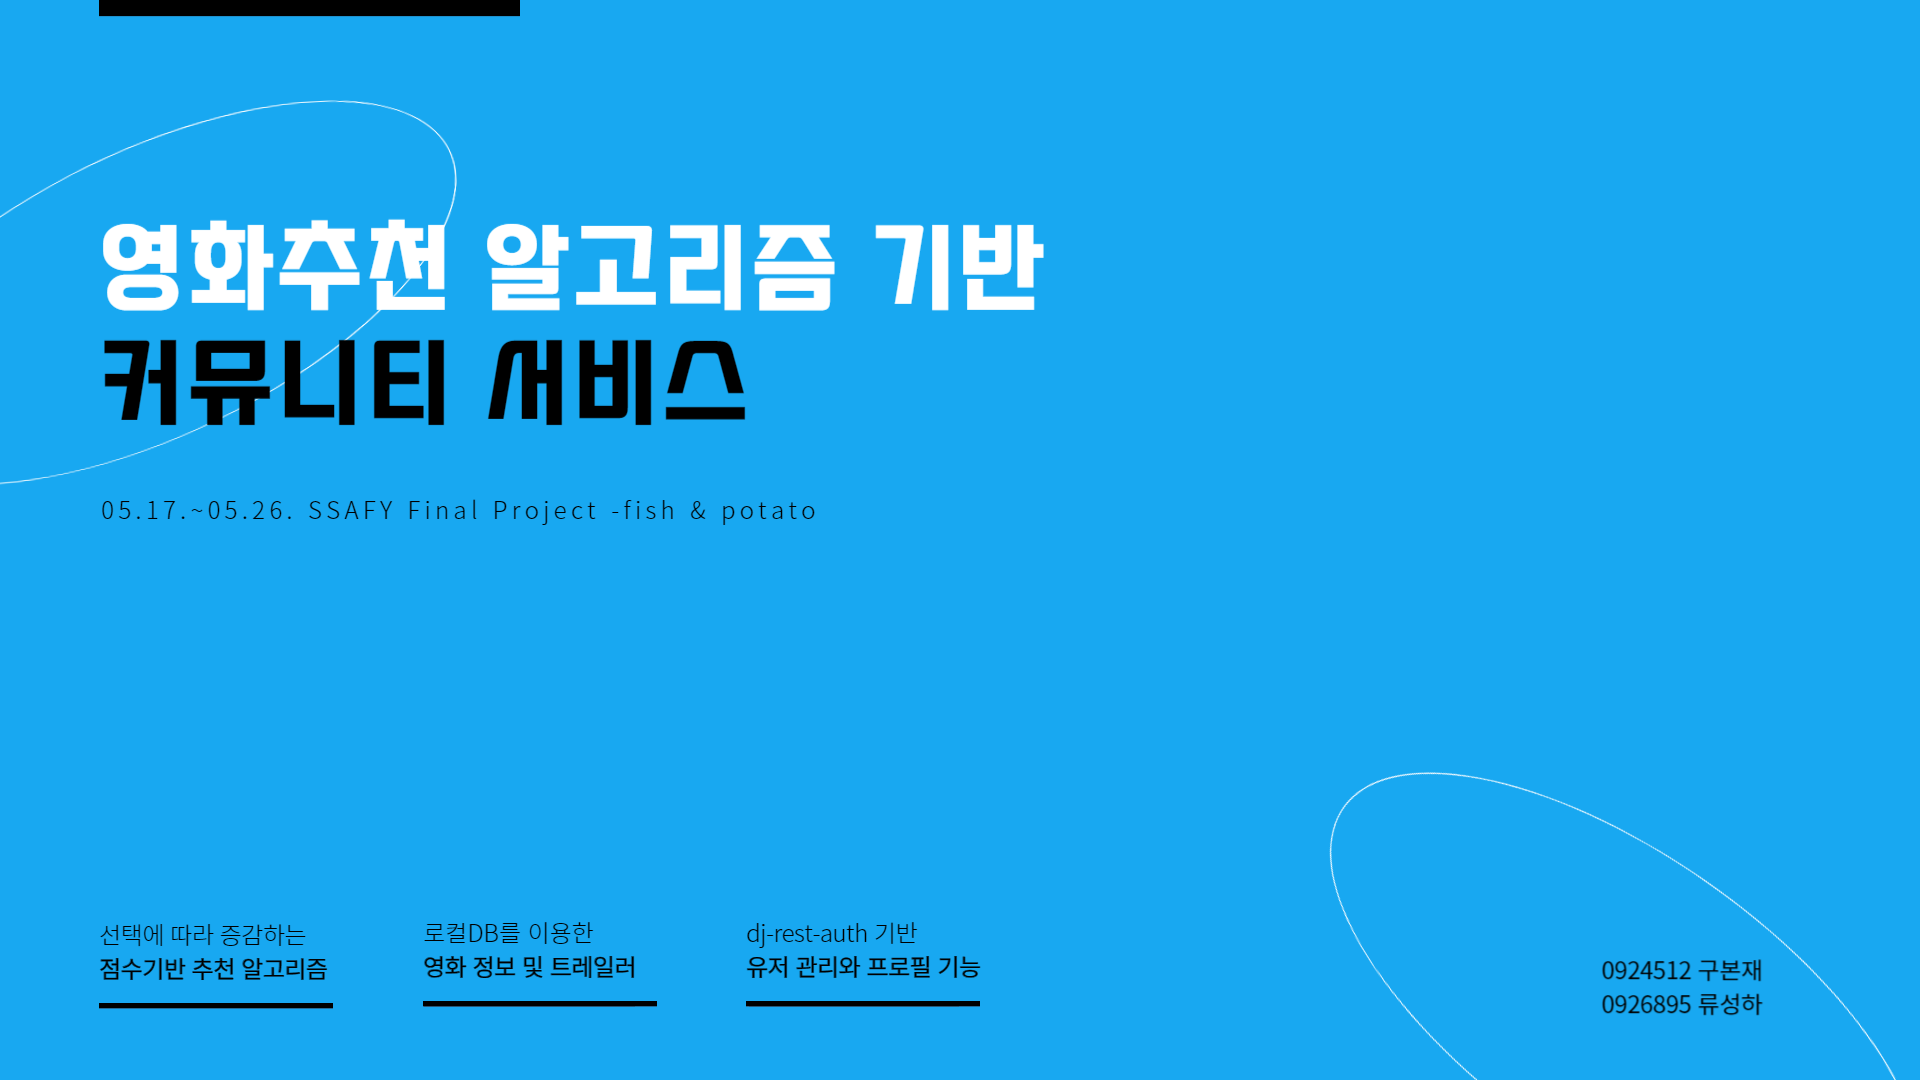 영화추천 알고리즘 기반
커뮤니티 서비스
05.17.~05.26. SSAFY Final Project -fish & potato
선택에 따라 증감하는
점수기반 추천 알고리즘
로컬DB를 이용한
영화 정보 및 트레일러
dj-rest-auth 기반
유저 관리와 프로필 기능
0924512 구본재
0926895 류성하